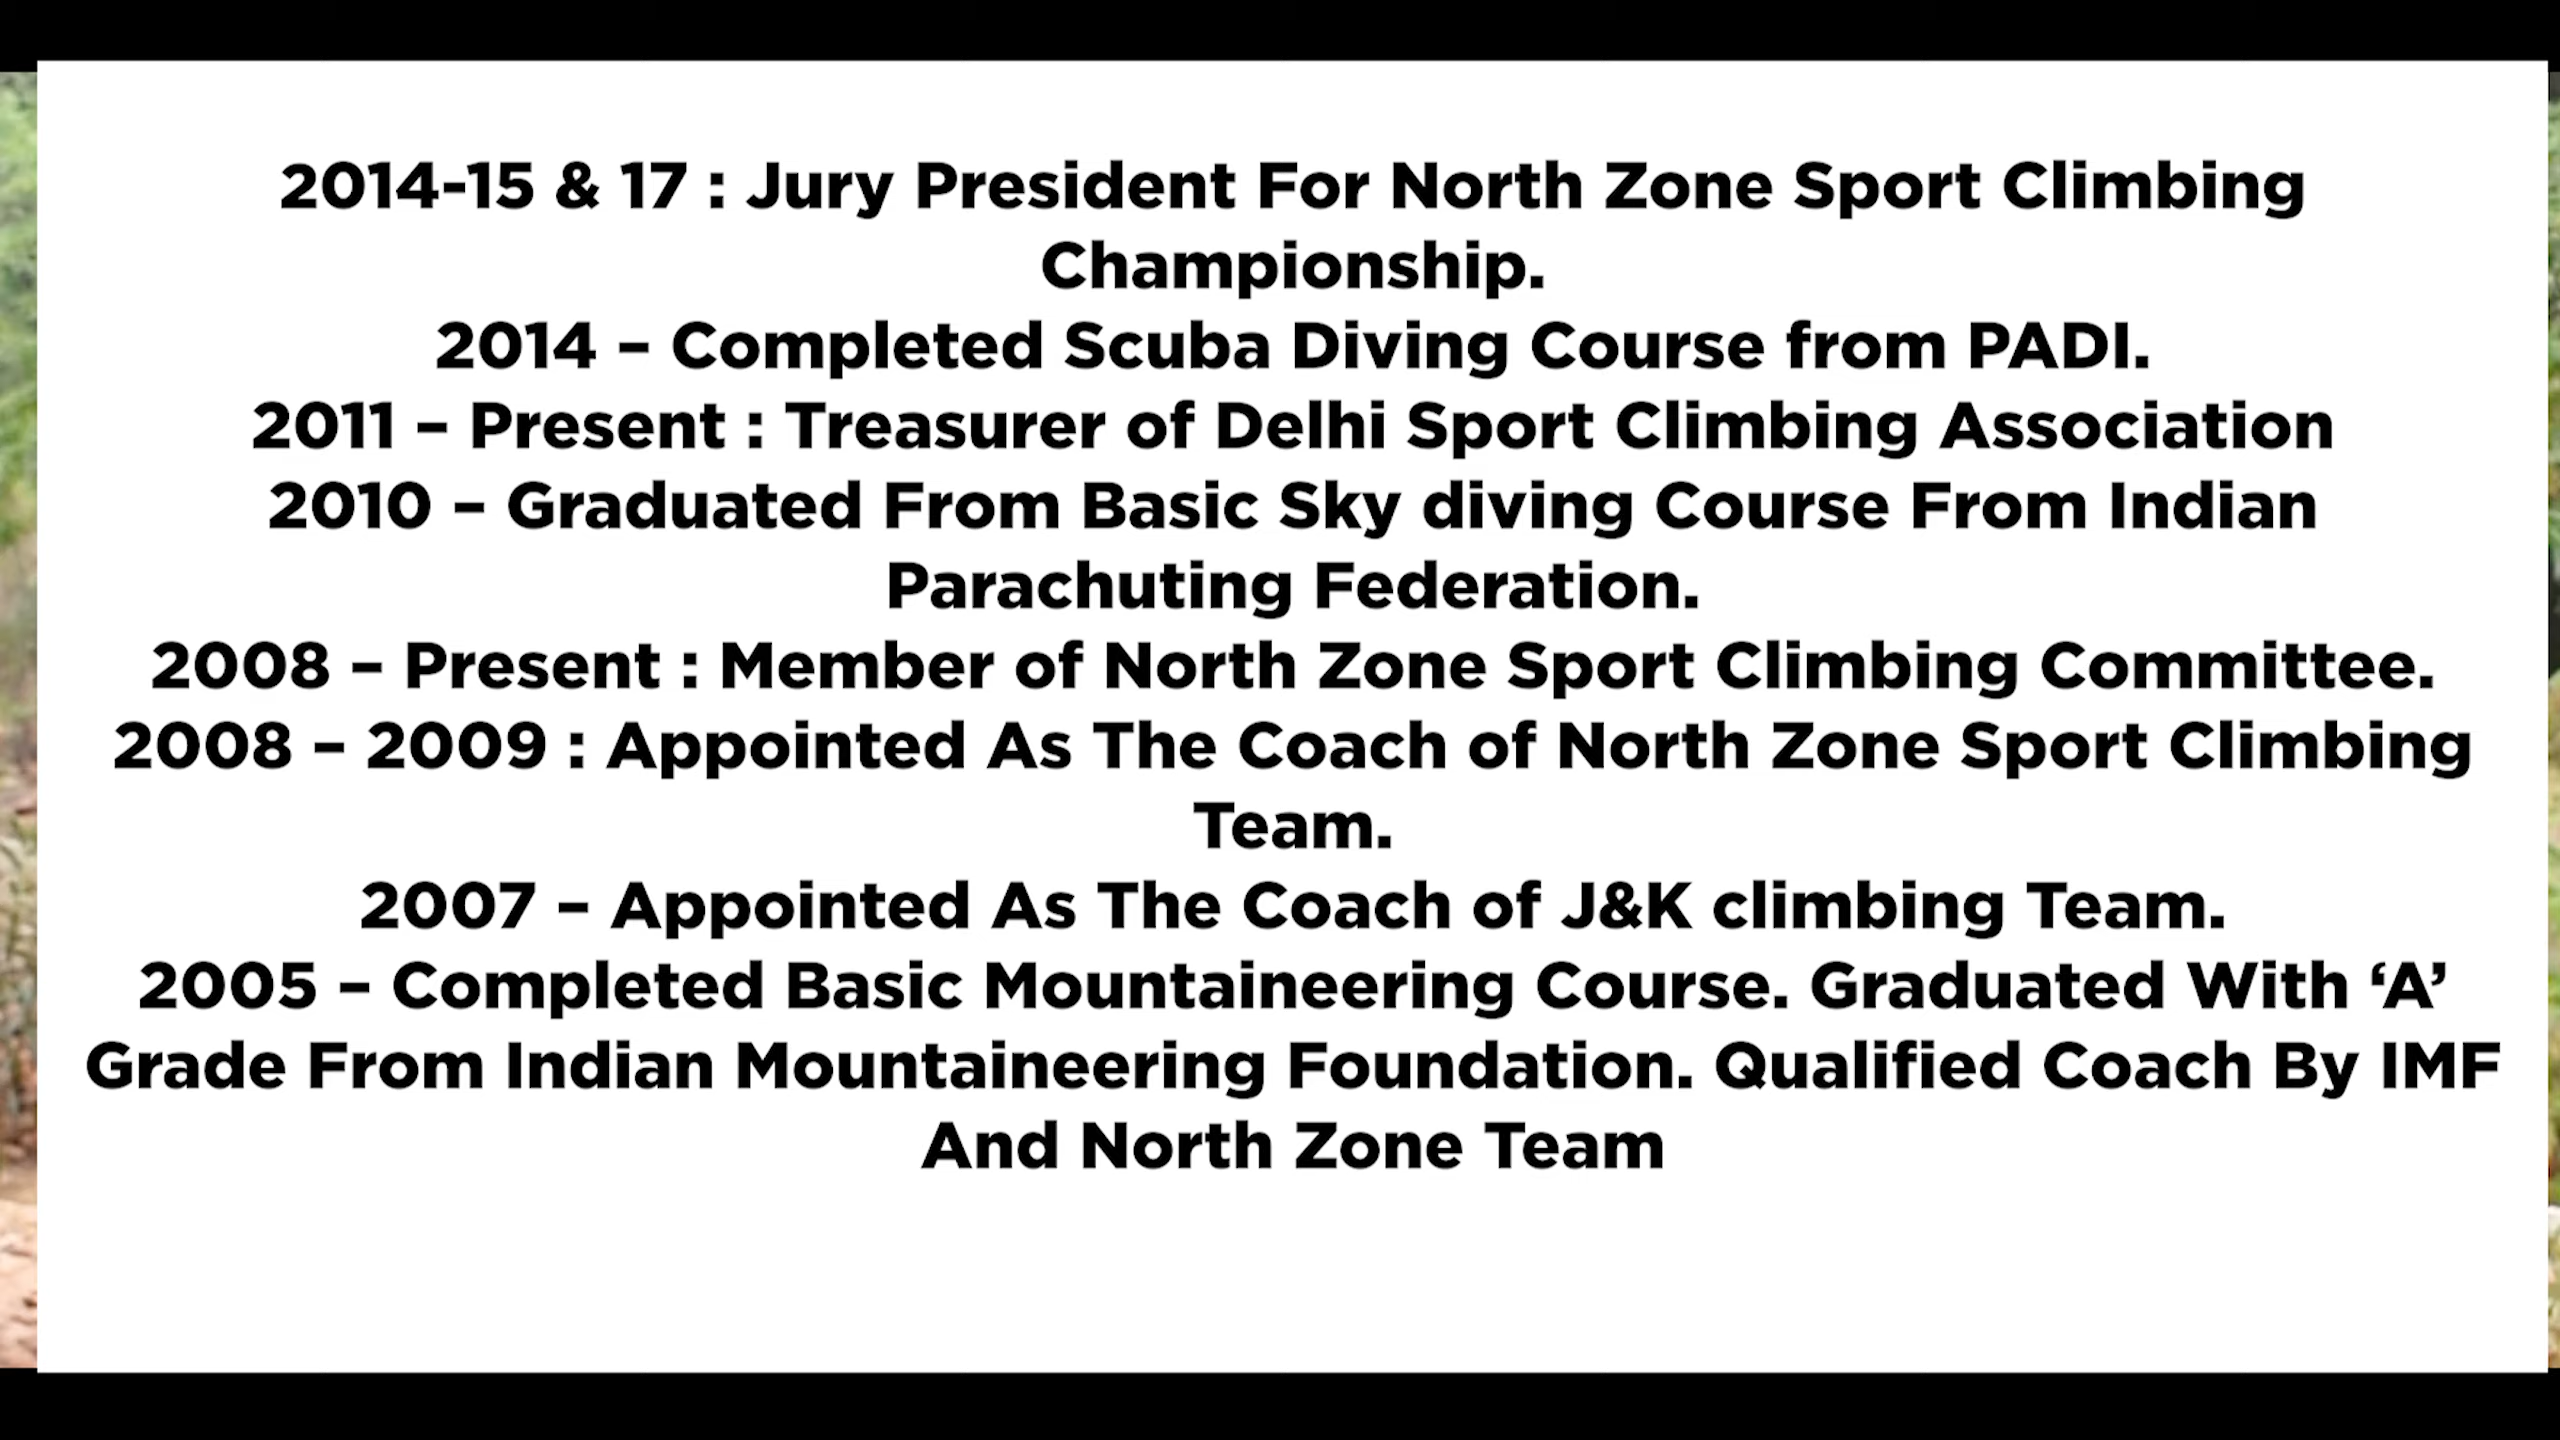 2014-15 & 17 : Jury President For North Zone Sport Climbing
Championship.
2014 – Completed Scuba Diving Course from PADI.
2011 – Present : Treasurer of Delhi Sport Climbing Association
2010 – Graduated From Basic Sky diving Course From Indian
Parachuting Federation.
2008 – Present : Member of North Zone Sport Climbing Committee.
2008 – 2009 : Appointed As The Coach of North Zone Sport Climbing
Team.
2007 – Appointed As The Coach of J&K climbing Team.
2005 – Completed Basic Mountaineering Course. Graduated With ‘A’
Grade From Indian Mountaineering Foundation. Qualified Coach By IMF
And North Zone Team